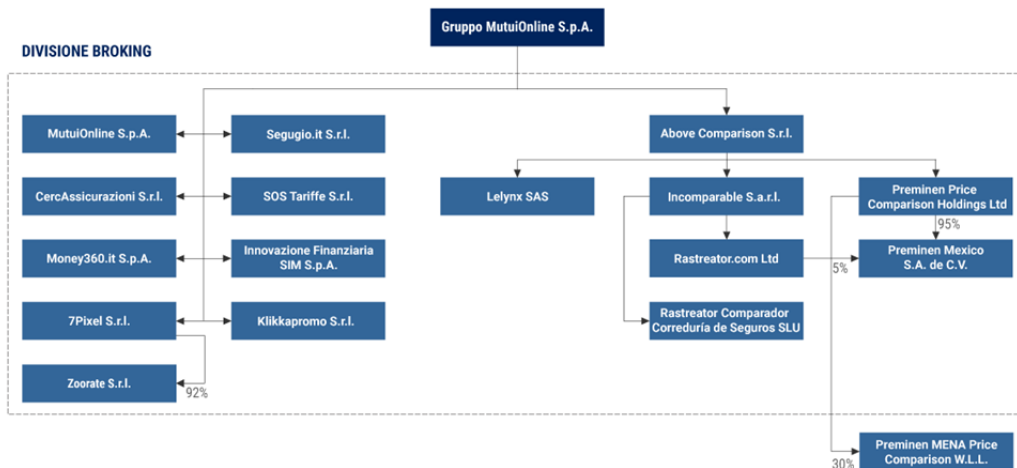 Gruppo MutuiOnline S.p.A.
DIVISIONE BROKING
MutuiOnline S.p.A.
Segugio.it S.r.l.
Above Comparison S.r.l.
CercAssicurazioni S.r.l.
SOS Tariffe S.r.l.
Lelynx SAS
Incomparable S.a.r.l.
Preminen Price
Comparison Holdings Ltd
95%
Money360.it S.p.A.
Innovazione Finanziaria
SIM S.p.A.
Rastreator.com Ltd
5%
Preminen Mexico
S.A. de C.V.
7Pixel S.r.l.
Klikkapromo S.r.l.
Rastreator Comparador
Correduría de Seguros SLU
Zoorate S.r.l.
92%
Preminen MENA Price
Comparison W.L.L.
30%